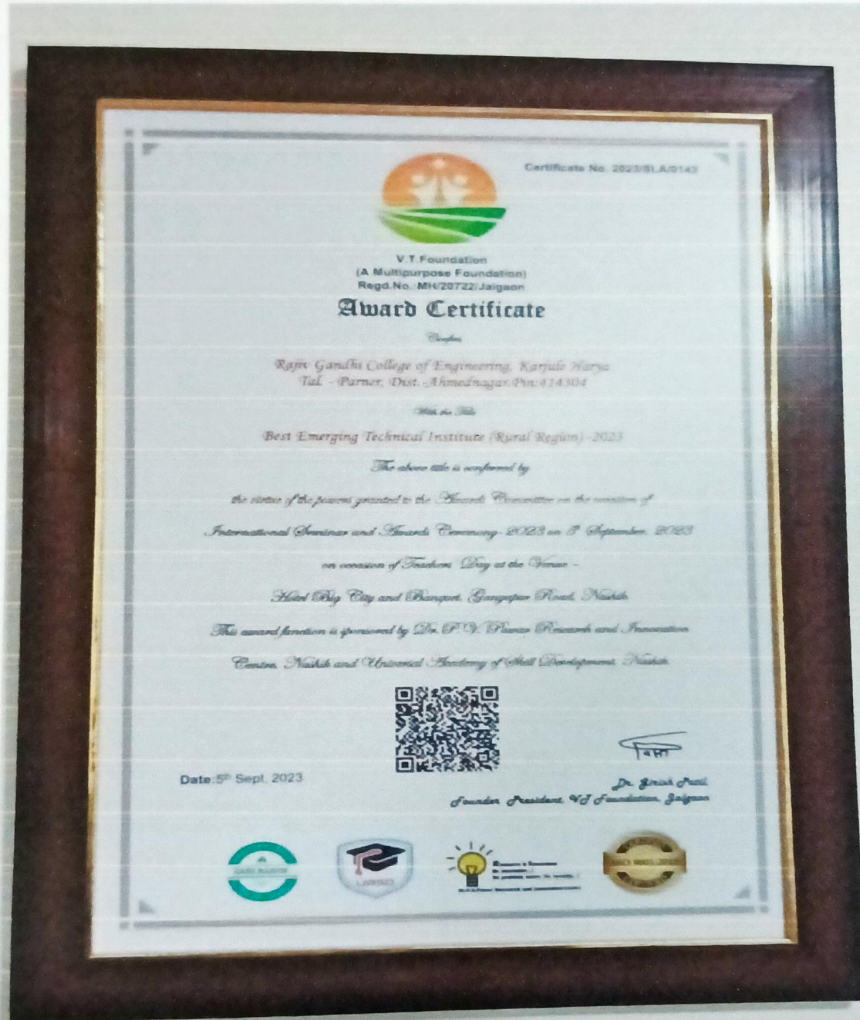 Certificate No. 2023/SLA/0143
V.T.Foundation
(A Multipurpose Foundation)
Regd.No.:MH/20722/Jalgaon
Award Certificate
Confers
Rajiv Gandhi College of Engineering, Karjule Harya
Tal. - Parner, Dist. -Ahmednagar.Pin:414304
With the Title
Best Emerging Technical Institute (Rural Region)-2023
The above title is conferred by
the virtue of the powers granted to the Awards Committee on the occasion of
International Seminar and Awards Ceremony- 2023 on 5th September, 2023
on occasion of Teachers' Day at the Venue -
Hotel Big City and Banquet, Gangapur Road, Nashik.
This award function is sponsored by Dr. P.V. Pawar Research and Innovation
Centre, Nashik and Universal Academy of Skill Development, Nashik.
Date:5th Sept, 2023
Dr. Girish Patil,
Founder President, VT Foundation, Jalgaon